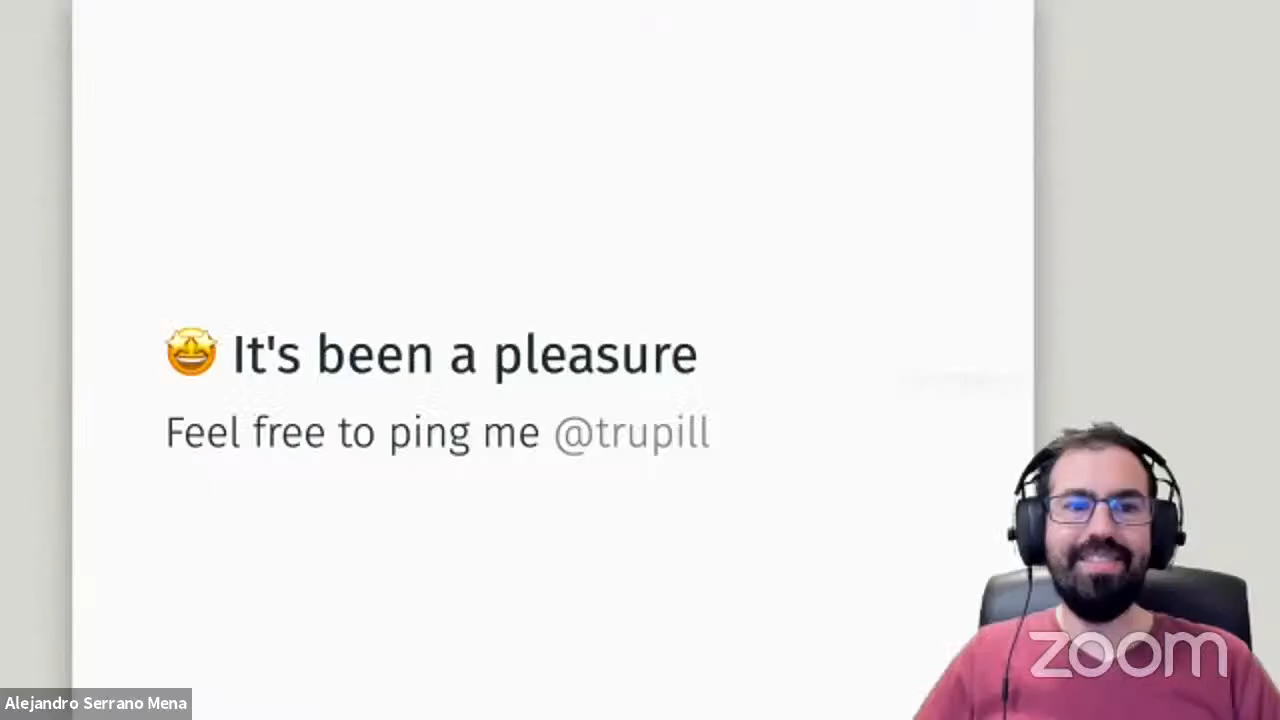 🤩 It's been a pleasure
Feel free to ping me @trupill
zoom
Alejandro Serrano Mena